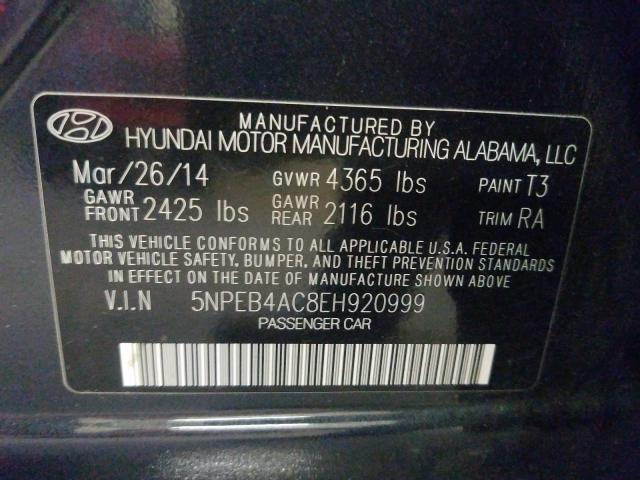 MANUFACTURED BY
HYUNDAI MOTOR MANUFACTURING ALABAMA, LLC
Mar/26/14 GVWR 4365 lbs PAINT T3
GAWR FRONT 2425 lbs GAWR REAR 2116 lbs TRIM RA
THIS VEHICLE CONFORMS TO ALL APPLICABLE U.S.A. FEDERAL
MOTOR VEHICLE SAFETY, BUMPER, AND THEFT PREVENTION STANDARDS
IN EFFECT ON THE DATE OF MANUFACTURE SHOWN ABOVE.
V.I.N 5NPEB4AC8EH920999
PASSENGER CAR